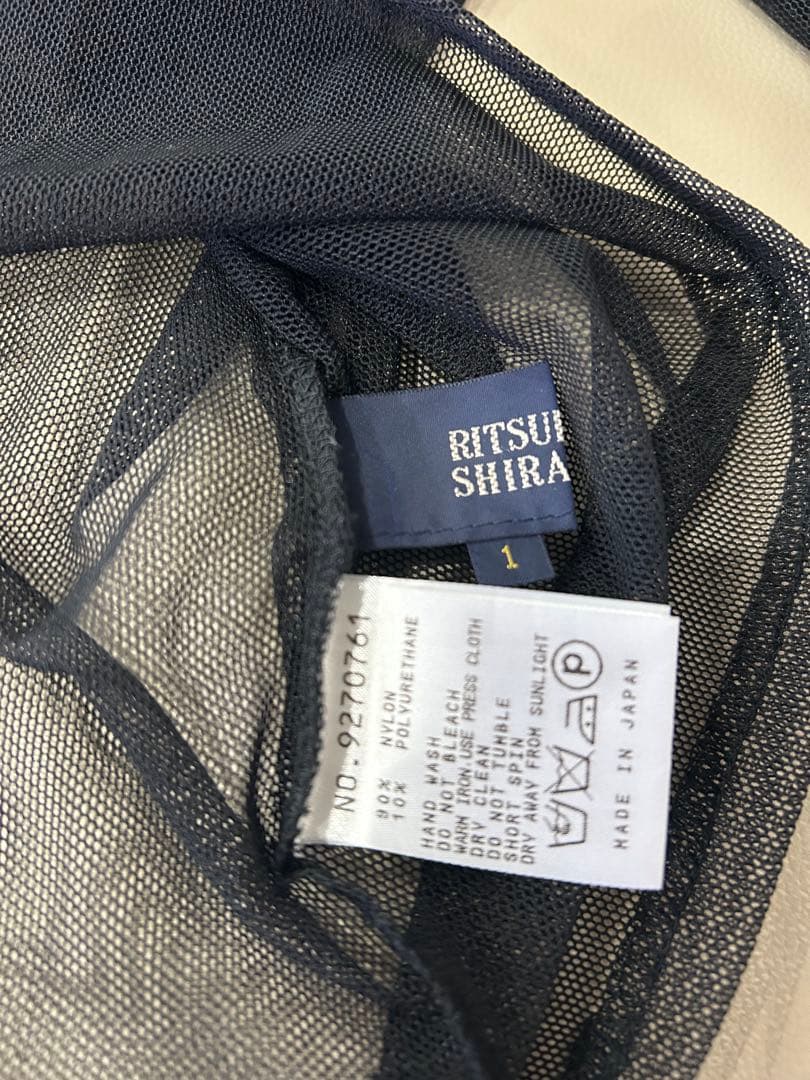 RITSU
SHIRA
1
NO-9270761
90% NYLON
10% POLYURETHANE
HAND WASH
DO NOT BLEACH
WARM IRON USE PRESS CLOTH
DRY CLEAN
DO NOT TUMBLE
SHORT SPIN
DRY AWAY FROM SUNLIGHT
P
MADE IN JAPAN